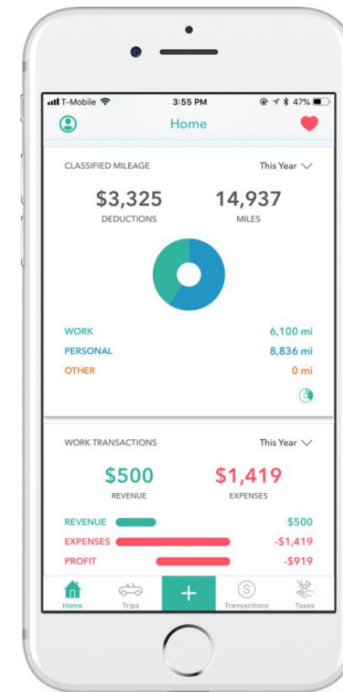 T-Mobile 3:55 PM 47%
Home
CLASSIFIED MILEAGE This Year
$3,325 14,937
DEDUCTIONS MILES
WORK 6,100 mi
PERSONAL 8,836 mi
OTHER 0 mi
WORK TRANSACTIONS This Year
$500 $1,419
REVENUE EXPENSES
REVENUE $500
EXPENSES -$1,419
PROFIT -$919
Home Trips + Transactions Taxes